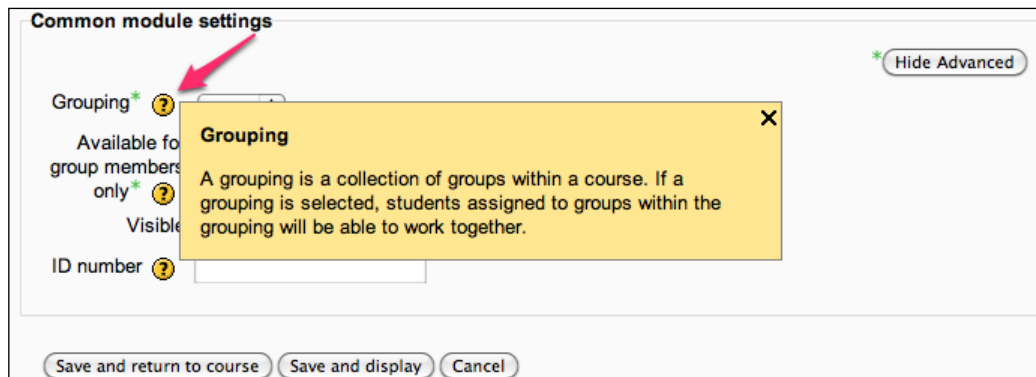 Common module settings
* Hide Advanced
Grouping* ?
Grouping
A grouping is a collection of groups within a course. If a
grouping is selected, students assigned to groups within the
grouping will be able to work together.
Available fo
group members
only* ?
Visible
ID number ?
Save and return to course Save and display Cancel